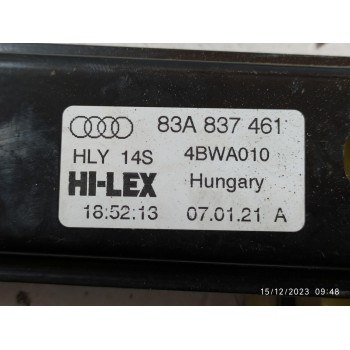 83A 837 461
HLY 14S 4BWA010
HI-LEX Hungary
18:52:13 07.01.21 A
15/12/2023 09:48